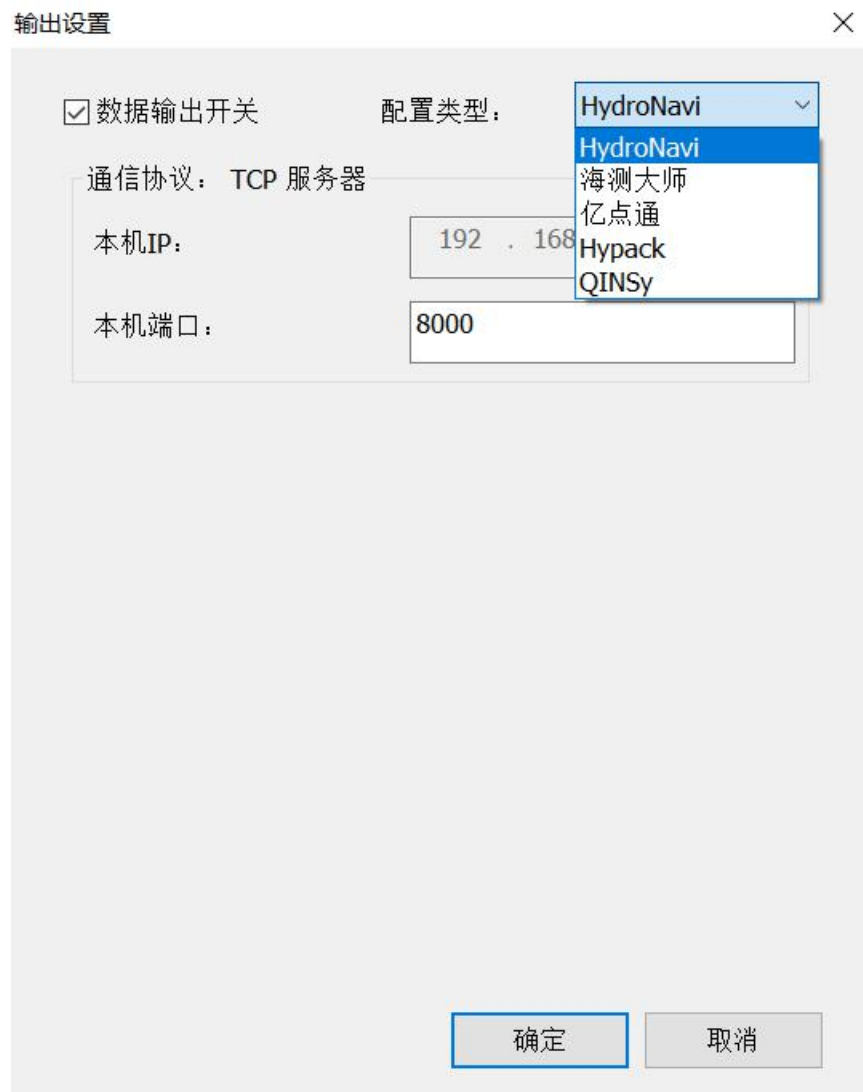 输出设置
数据输出开关 配置类型： HydroNavi
HydroNavi
海测大师
亿点通
Hypack
QINSy
通信协议： TCP 服务器
本机IP： 192 . 168
本机端口： 8000
确定 取消